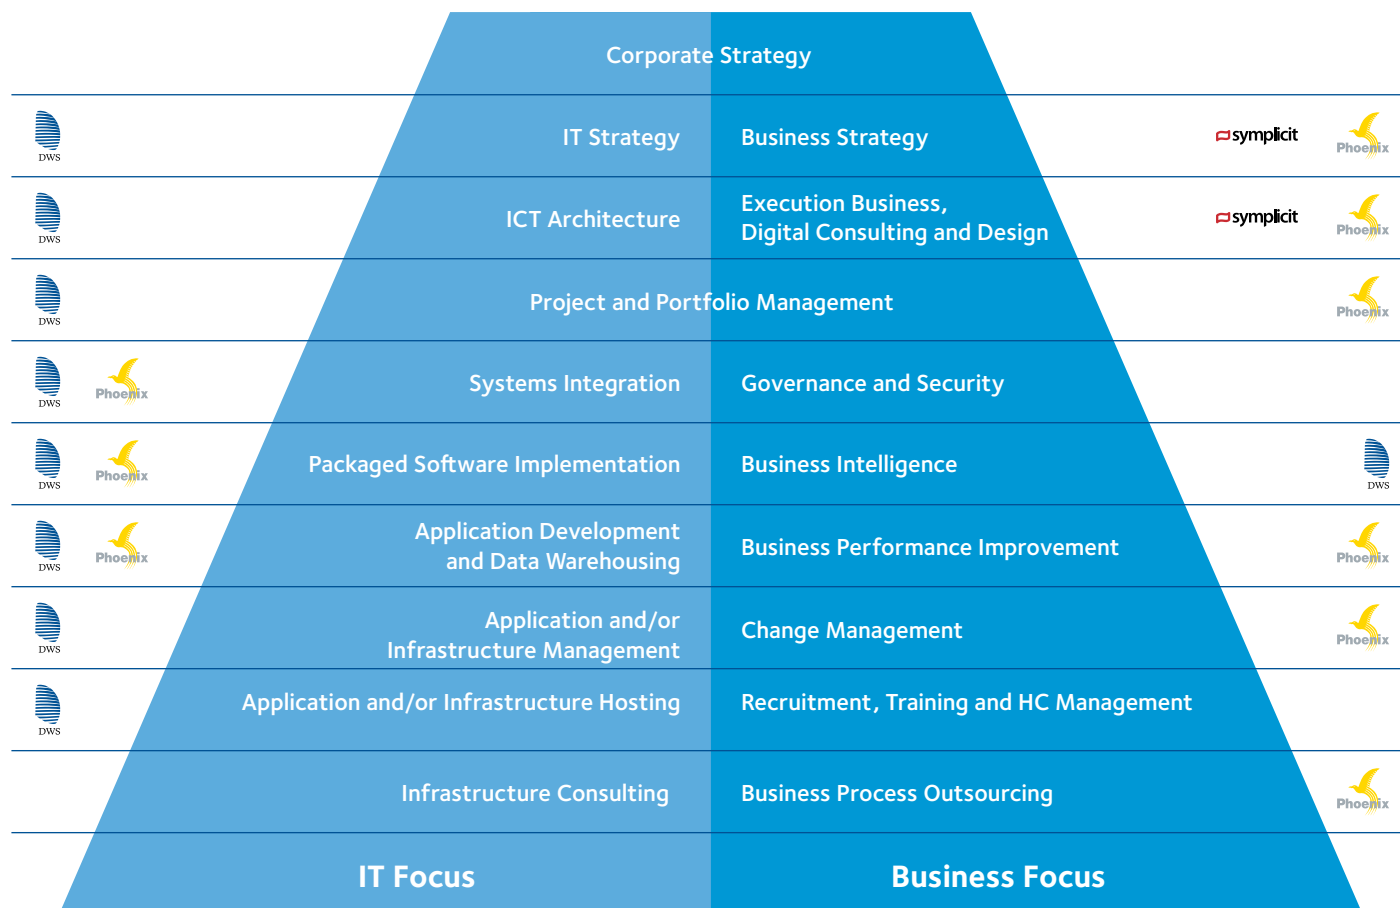 Corporate Strategy
DWS
IT Strategy
Business Strategy
symplicit
Phoenix
DWS
ICT Architecture
Execution Business,
Digital Consulting and Design
symplicit
Phoenix
DWS
Project and Portfolio Management
Phoenix
DWS
Phoenix
Systems Integration
Governance and Security
DWS
Phoenix
Packaged Software Implementation
Business Intelligence
DWS
DWS
Phoenix
Application Development
and Data Warehousing
Business Performance Improvement
Phoenix
DWS
Application and/or
Infrastructure Management
Change Management
Phoenix
DWS
Application and/or Infrastructure Hosting
Recruitment, Training and HC Management
Infrastructure Consulting
Business Process Outsourcing
Phoenix
IT Focus
Business Focus